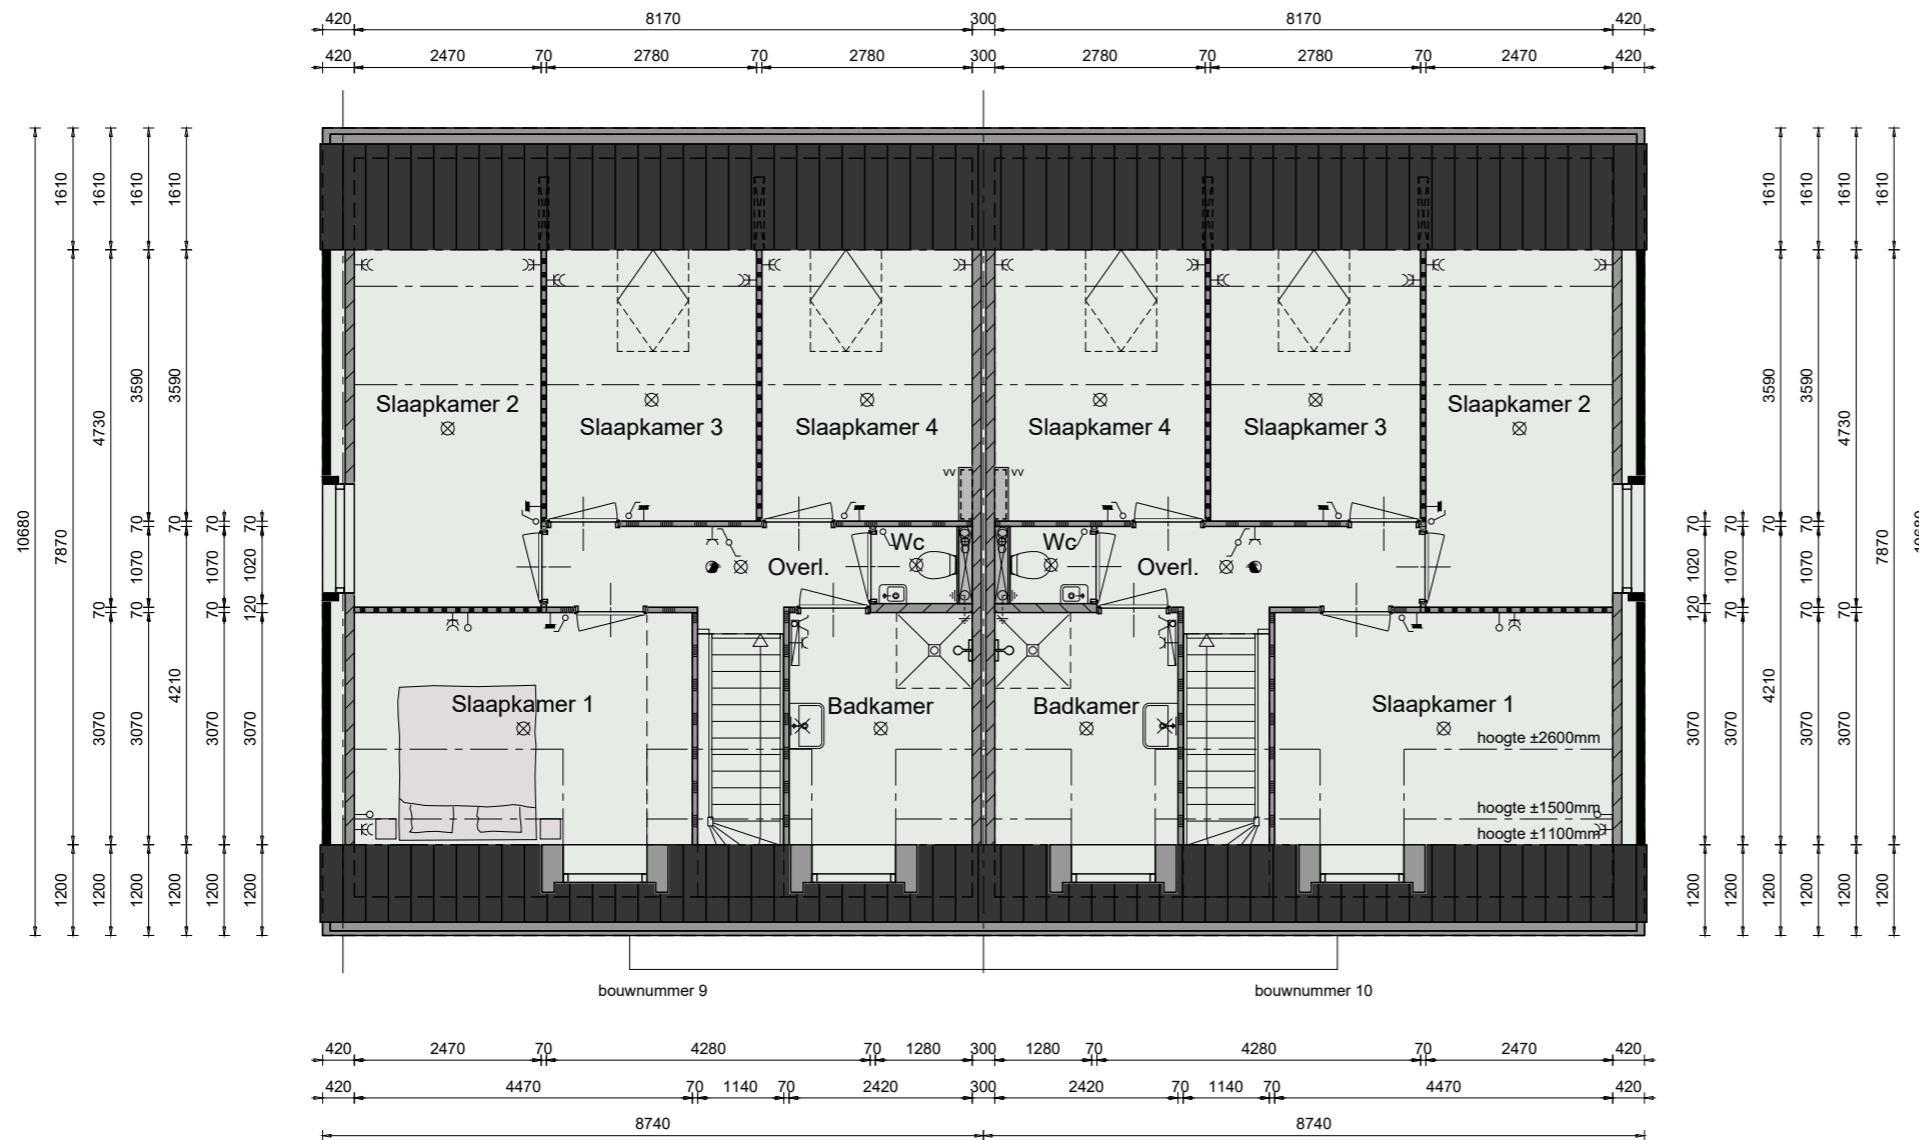 420 8170 300 8170 420
420 2470 70 2780 70 2780 300 2780 70 2780 70 2470 420
1610 1610 1610 1610
1610 1610 1610 1610
10680 7870 4730 3590 3590
3590 3590 4730 7870 10680
Slaapkamer 2 Slaapkamer 3 Slaapkamer 4 Slaapkamer 4 Slaapkamer 3 Slaapkamer 2
vv vv
70 70 70 70
70 70 70 70
1070 1070 1020
1020 1070 1070
Wc Wc
Overl. Overl.
70 70 70 120
120 70 70 70 70
3070 3070 4210 3070 3070
3070 3070 4210 3070 3070
Slaapkamer 1 Badkamer Badkamer Slaapkamer 1
hoogte ±2600mm
hoogte ±1500mm
hoogte ±1100mm
1200 1200 1200 1200 1200 1200
1200 1200 1200 1200 1200 1200
bouwnummer 9 bouwnummer 10
420 2470 70 4280 70 1280 300 1280 70 4280 70 2470 420
420 4470 70 1140 70 2420 300 2420 70 1140 70 4470 420
8740 8740